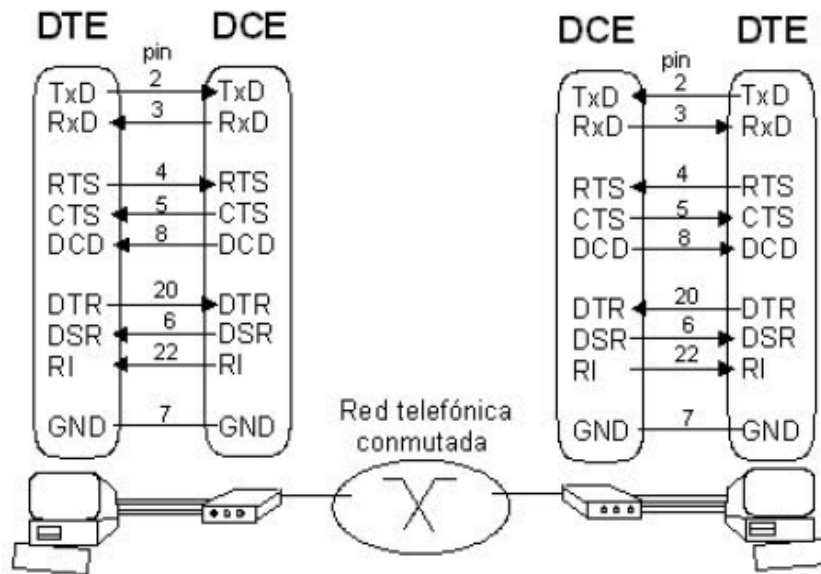 DTE DCE
pin
TxD 2 TxD
RxD 3 RxD
RTS 4 RTS
CTS 5 CTS
DCD 8 DCD
DTR 20 DTR
DSR 6 DSR
RI 22 RI
GND 7 GND
DCE DTE
pin
TxD 2 TxD
RxD 3 RxD
RTS 4 RTS
CTS 5 CTS
DCD 8 DCD
DTR 20 DTR
DSR 6 DSR
RI 22 RI
GND 7 GND
Red telefónica
conmutada